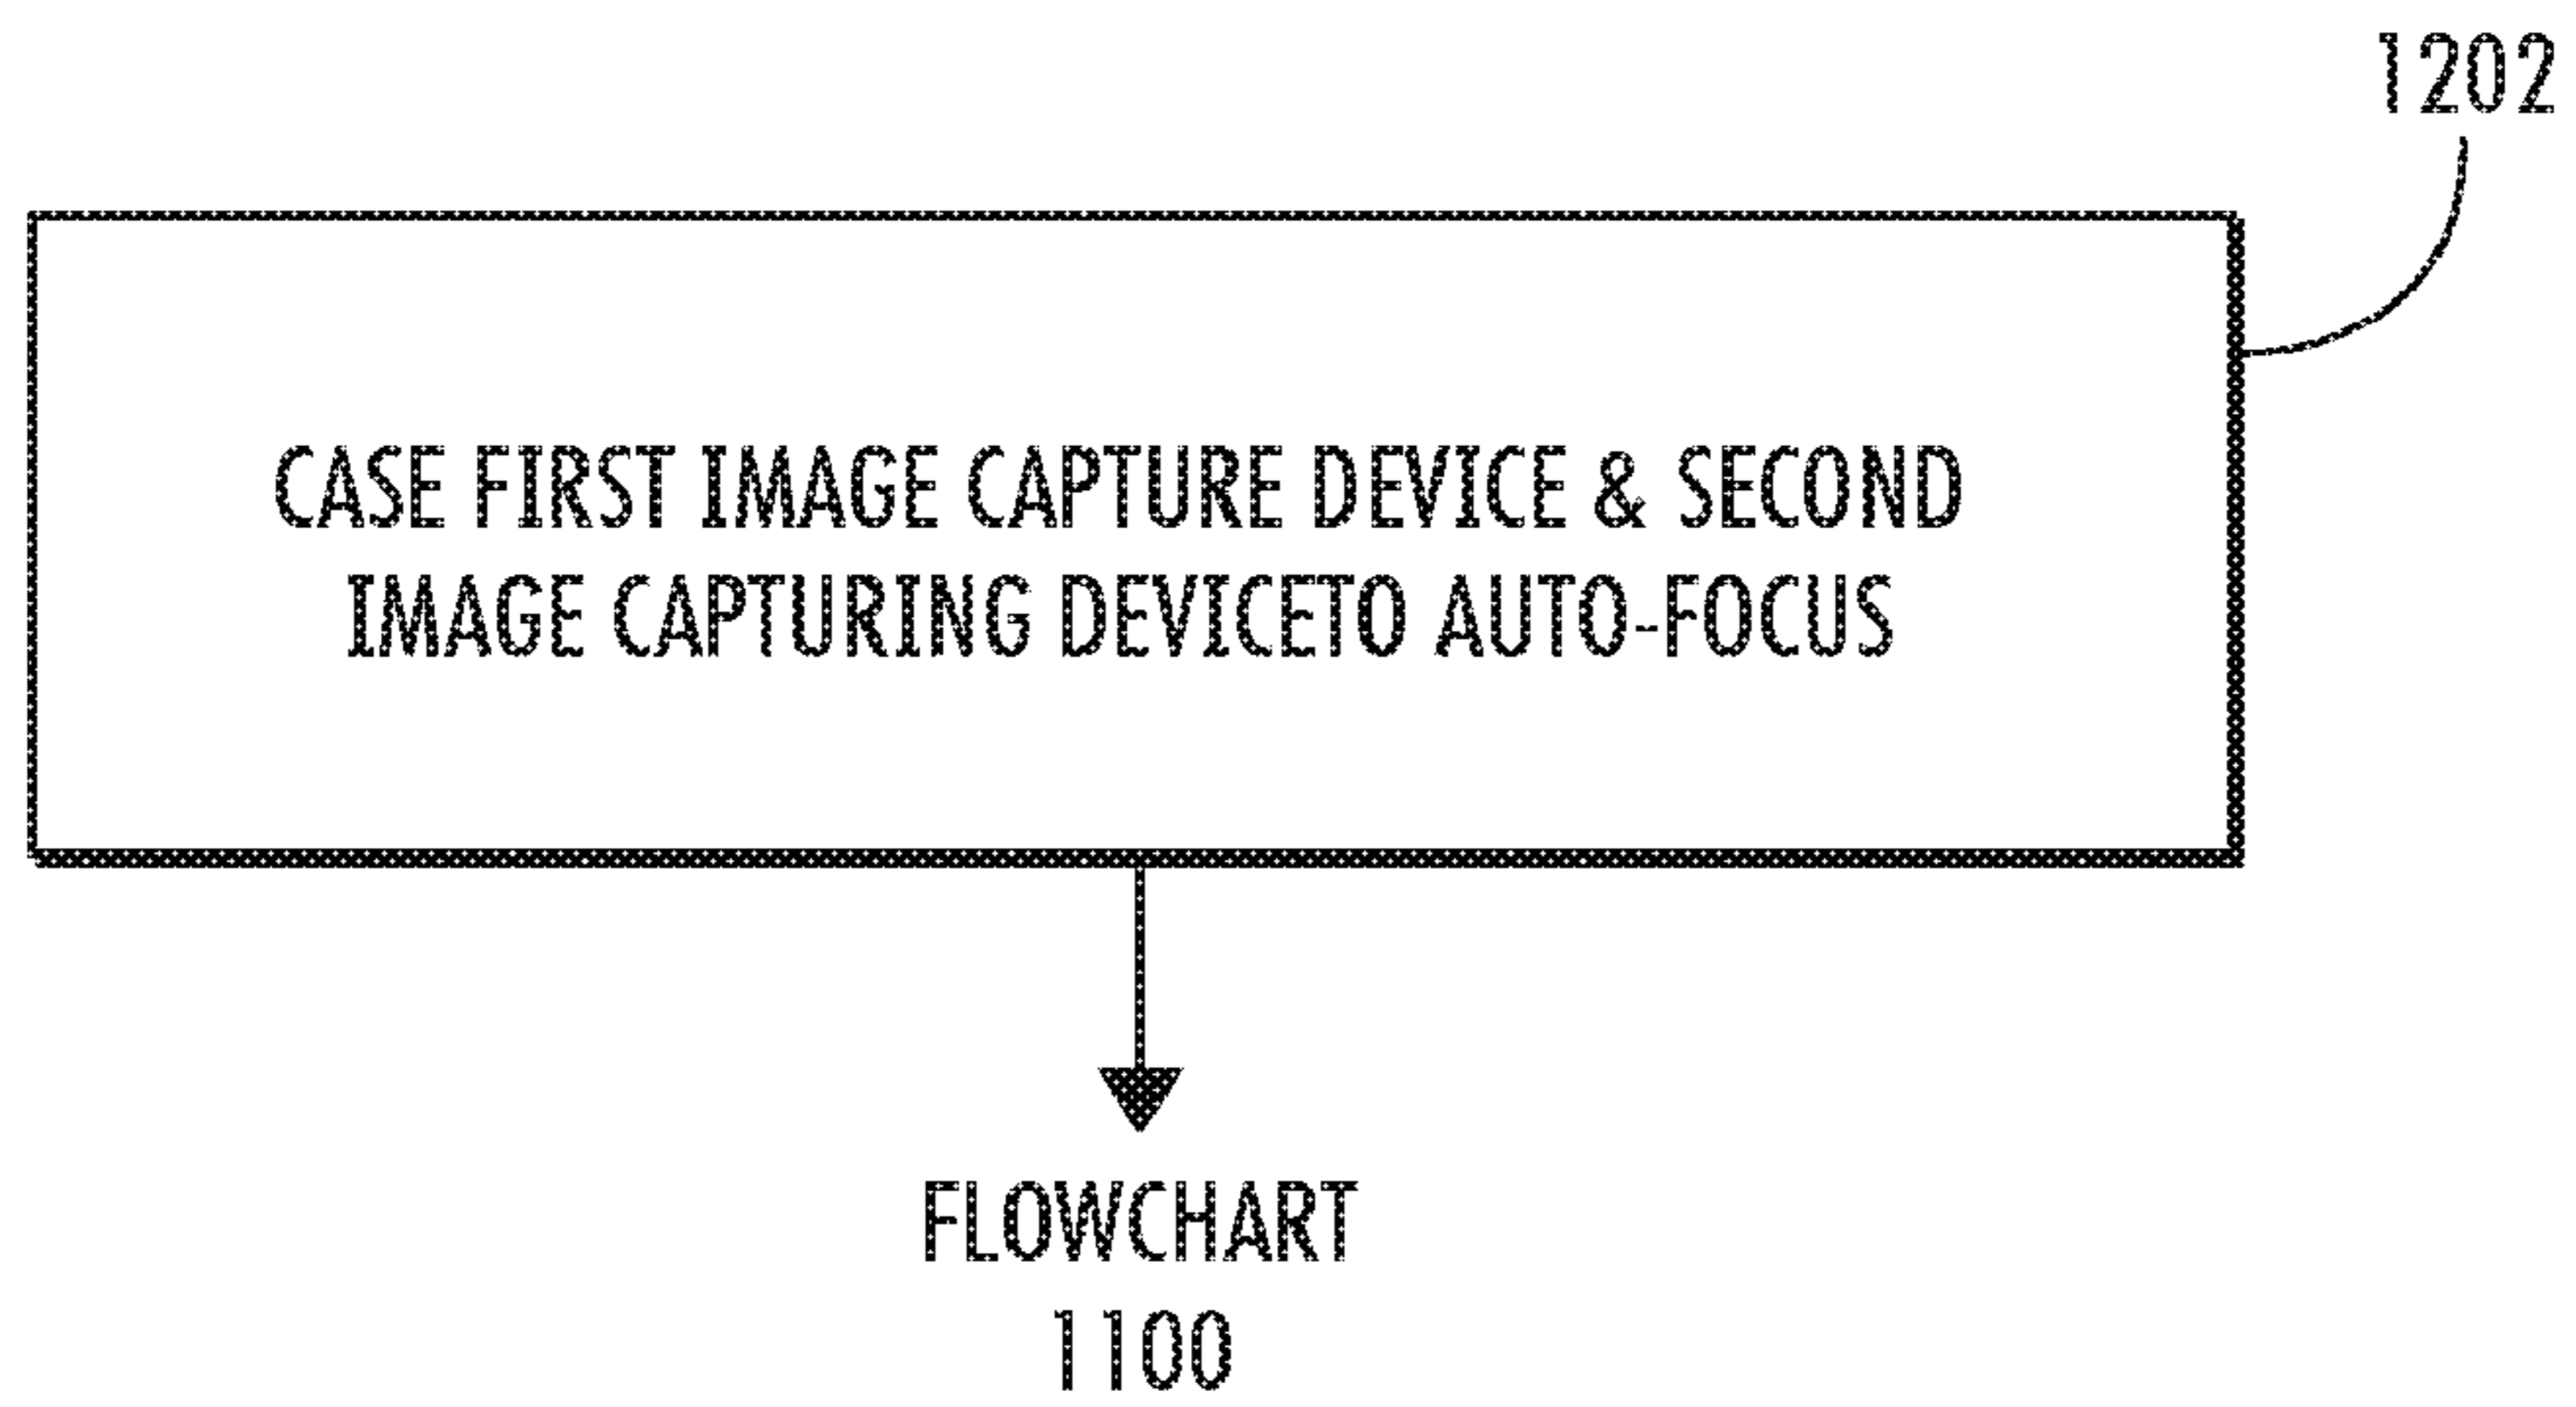 1202
CASE FIRST IMAGE CAPTURE DEVICE & SECOND
IMAGE CAPTURING DEVICETO AUTO-FOCUS
FLOWCHART
1100